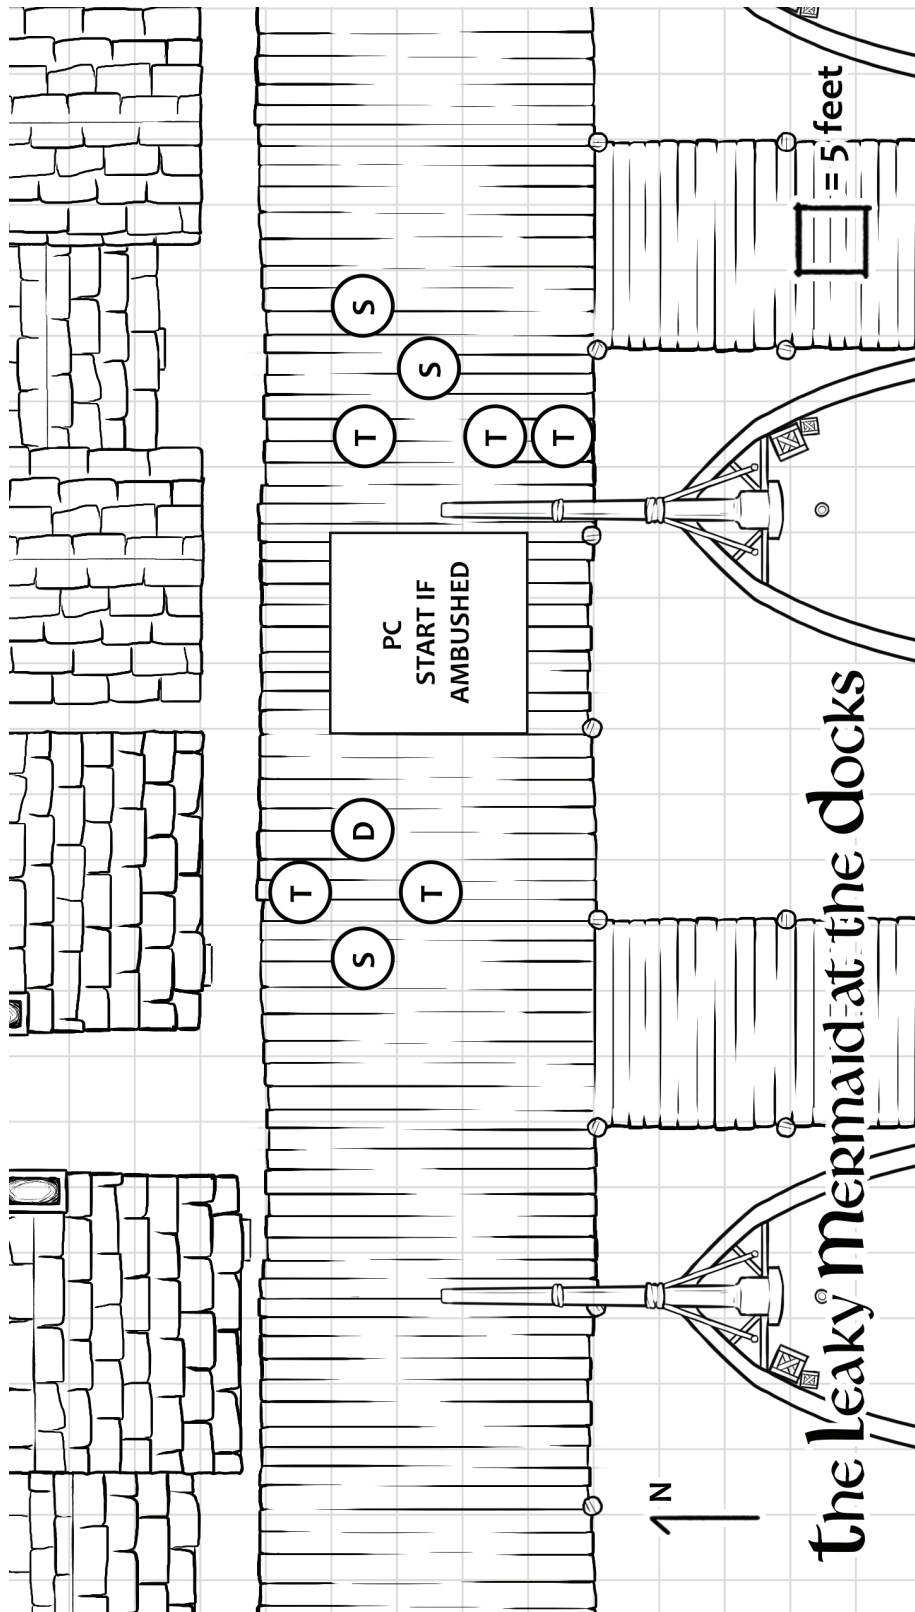 T
S
D
T
S
PC
START IF
AMBUSHED
T
S
T
T
N
= 5 feet
the Leaky Mermaid at the docks